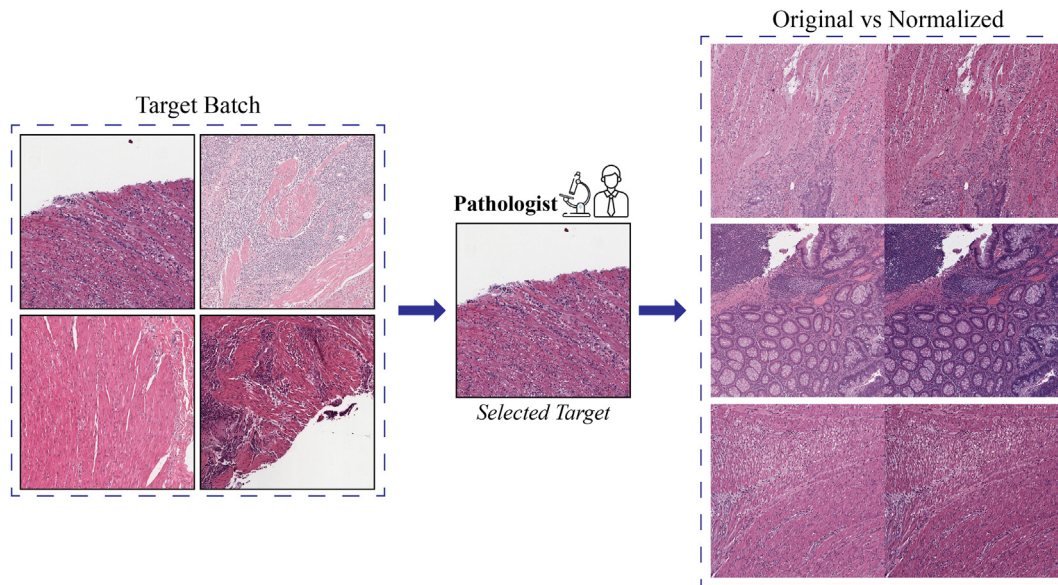 Target Batch
Pathologist
Selected Target
Original vs Normalized